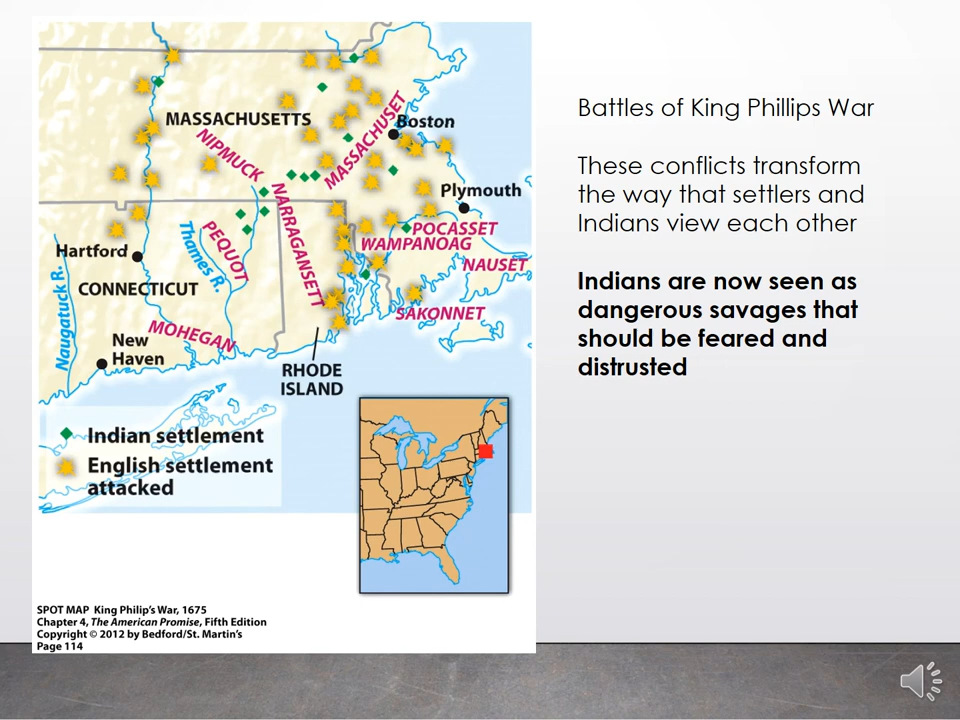 MASSACHUSETTS
NIPMUCK
MASSACHUSET
Boston
Plymouth
NARRAGANSETT
POCASSET
WAMPANOAG
NAUSET
SAKONNET
PEQUOT
Thames R.
Hartford
CONNECTICUT
Naugatuck R.
MOHEGAN
New
Haven
RHODE
ISLAND
Indian settlement
English settlement
attacked
SPOT MAP King Philip's War, 1675
Chapter 4, The American Promise, Fifth Edition
Copyright © 2012 by Bedford/St. Martin's
Page 114
Battles of King Phillips War
These conflicts transform
the way that settlers and
Indians view each other
Indians are now seen as
dangerous savages that
should be feared and
distrusted